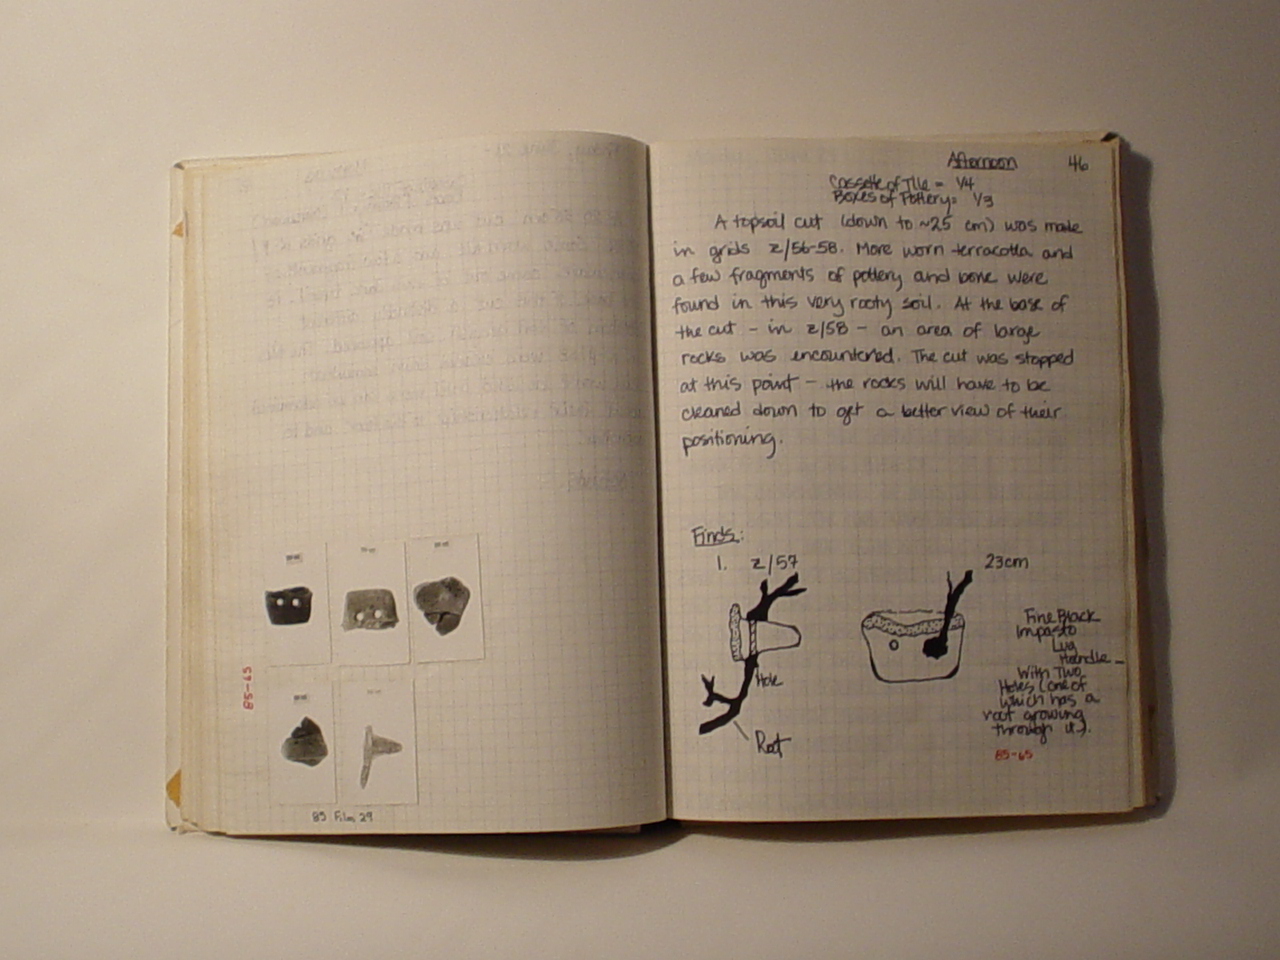 85-65
85 Film 29
Afternoon 46
Cassette of Tile = 1/4
Boxes of Pottery = 1/3
A topsoil cut (down to ~25 cm) was made
in grids z/56-58. More worn terracotta and
a few fragments of pottery and bone were
found in this very rooty soil. At the base of
the cut - in z/58 - an area of large
rocks was encountered. The cut was stopped
at this point - the rocks will have to be
cleaned down to get a better view of their
positioning.
Finds:
1. z/57 23cm
Hole
Root
Fine Black
Impasto
Lug
Handle -
With Two
Holes (one of
which has a
root growing
through it).
85-65